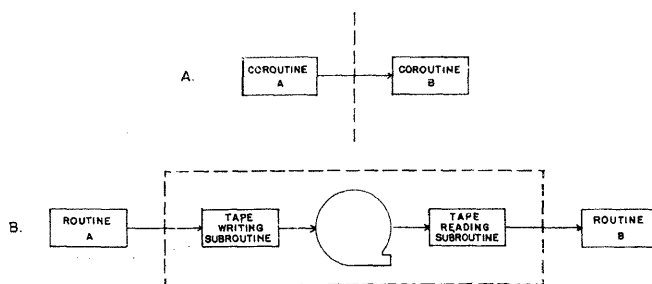 A.
COROUTINE
A
COROUTINE
B
B.
ROUTINE
A
TAPE
WRITING
SUBROUTINE
TAPE
READING
SUBROUTINE
ROUTINE
B